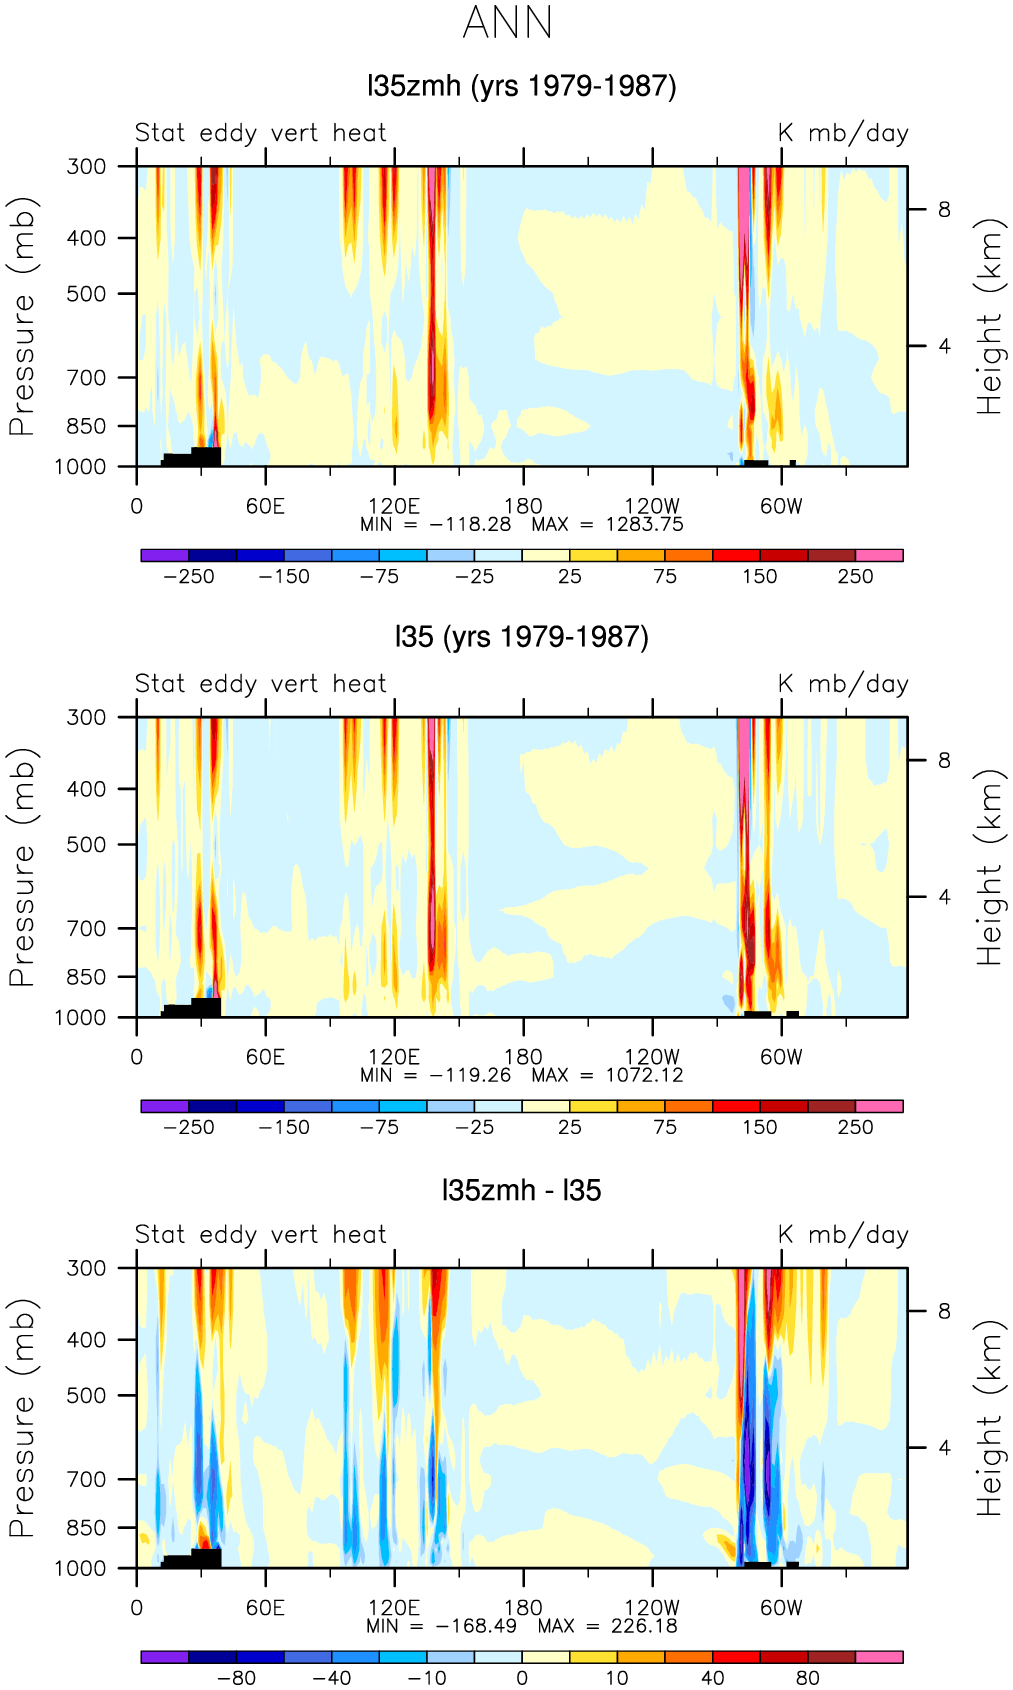 ANN
l35zmh (yrs 1979-1987)
Stat eddy vert heat K mb/day
300
400
500
700
850
1000
Pressure (mb)
8
4
Height (km)
0 60E 120E 180 120W 60W
MIN = -118.28 MAX = 1283.75
-250 -150 -75 -25 25 75 150 250
l35 (yrs 1979-1987)
Stat eddy vert heat K mb/day
300
400
500
700
850
1000
Pressure (mb)
8
4
Height (km)
0 60E 120E 180 120W 60W
MIN = -119.26 MAX = 1072.12
-250 -150 -75 -25 25 75 150 250
l35zmh - l35
Stat eddy vert heat K mb/day
300
400
500
700
850
1000
Pressure (mb)
8
4
Height (km)
0 60E 120E 180 120W 60W
MIN = -168.49 MAX = 226.18
-80 -40 -10 0 10 40 80